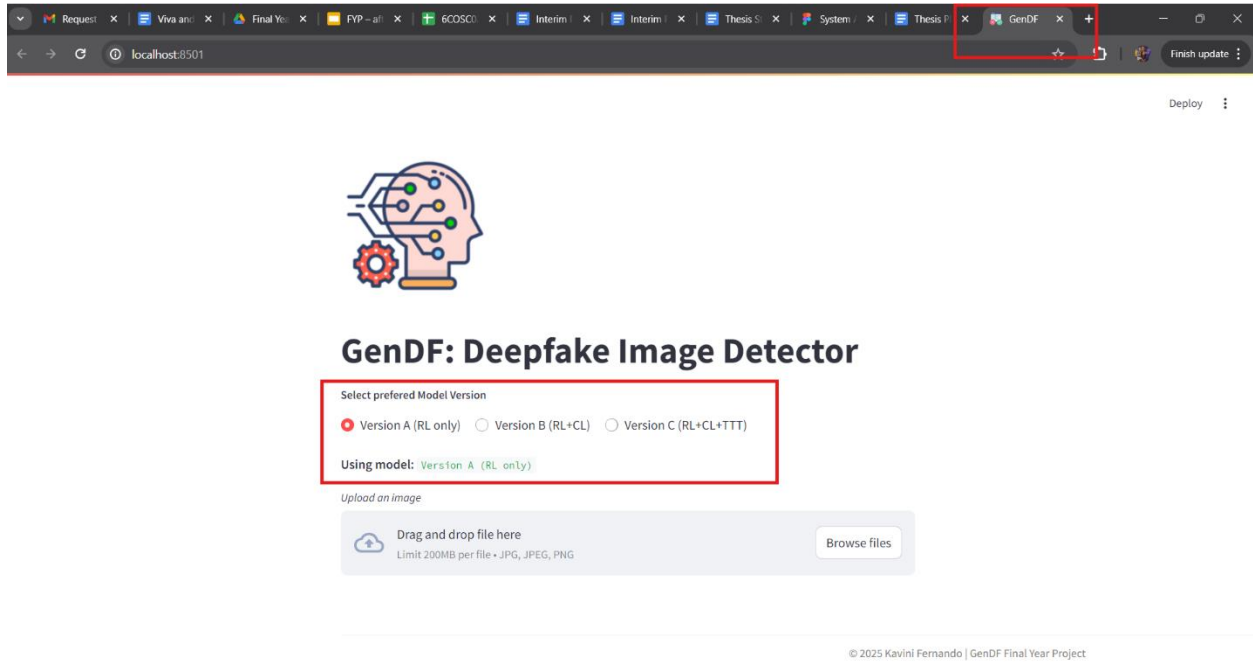 Request
Viva and
Final Yea
FYP – aft
6COSC0
Interim I
Interim I
Thesis St
System A
Thesis P
GenDF
localhost:8501
Finish update
Deploy
GenDF: Deepfake Image Detector
Select prefered Model Version
Version A (RL only) Version B (RL+CL) Version C (RL+CL+TTT)
Using model: Version A (RL only)
Upload an image
Drag and drop file here
Limit 200MB per file • JPG, JPEG, PNG
Browse files
© 2025 Kavini Fernando | GenDF Final Year Project